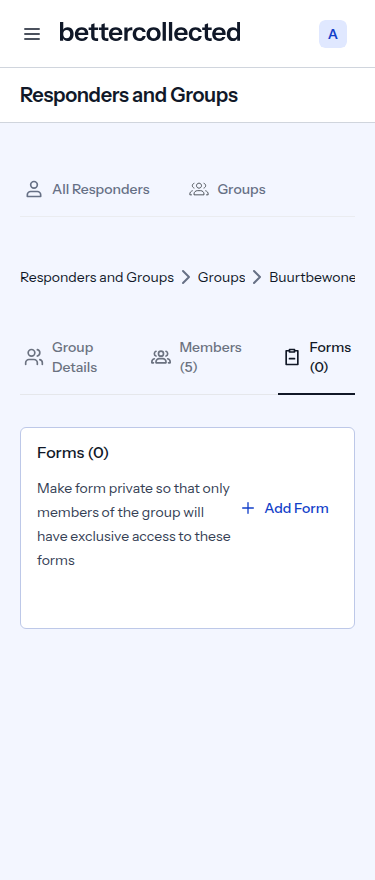 bettercollected
A
Responders and Groups
All Responders
Groups
Responders and Groups > Groups > Buurtbewone
Group
Details
Members
(5)
Forms
(0)
Forms (0)
Make form private so that only
members of the group will
have exclusive access to these
forms
+ Add Form